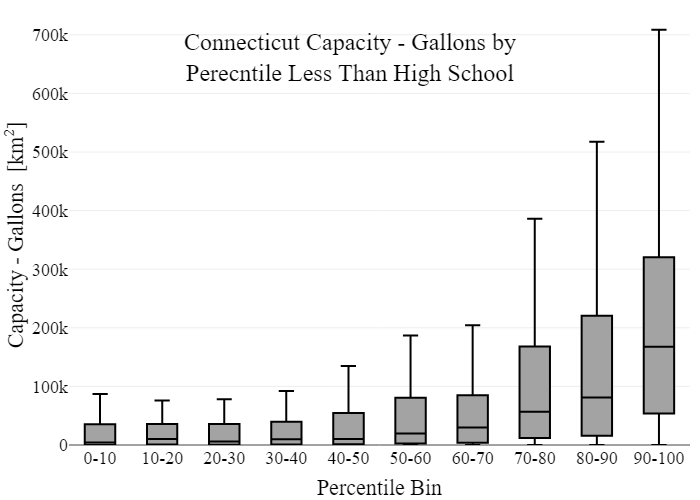 Connecticut Capacity - Gallons by
Perecntile Less Than High School
Capacity - Gallons [km²]
700k
600k
500k
400k
300k
200k
100k
0
0-10 10-20 20-30 30-40 40-50 50-60 60-70 70-80 80-90 90-100
Percentile Bin